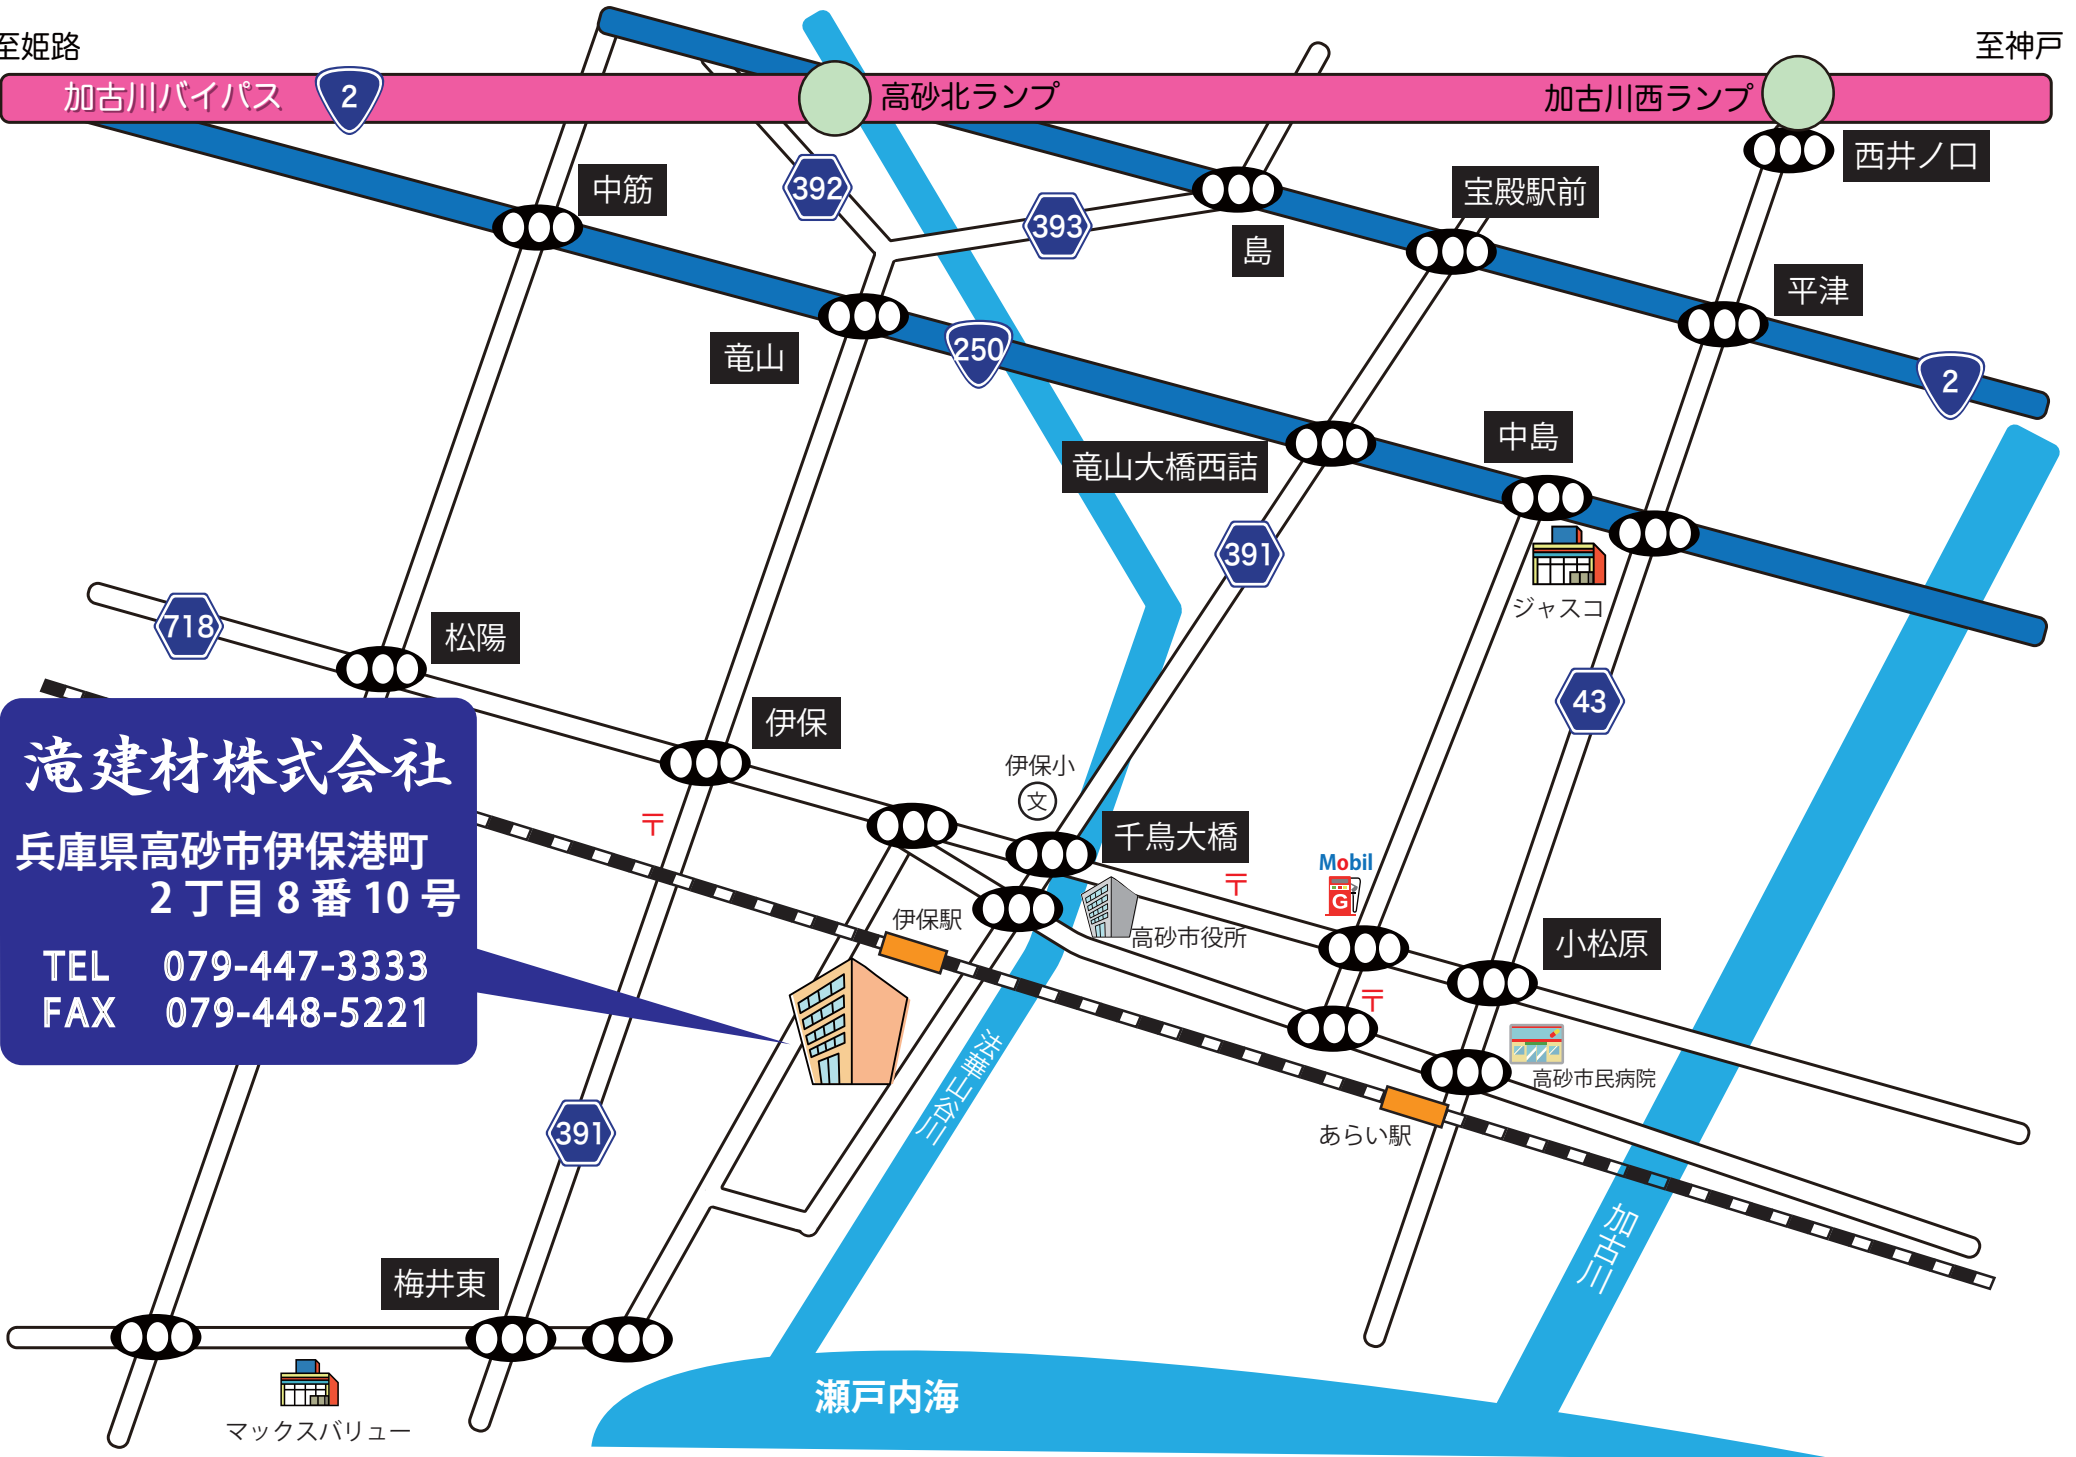 至姫路
至神戸
加古川バイパス
2
高砂北ランプ
加古川西ランプ
西井ノ口
中筋
392
宝殿駅前
393
島
平津
竜山
250
2
中島
竜山大橋西詰
391
ジャスコ
718
松陽
43
伊保
滝建材株式会社
兵庫県高砂市伊保港町
2丁目8番10号
TEL 079-447-3333
FAX 079-448-5221
伊保小
文
〒
千鳥大橋
Mobil
G
〒
伊保駅
高砂市役所
小松原
〒
法華山谷川
高砂市民病院
あらい駅
391
加古川
梅井東
瀬戸内海
マックスバリュー